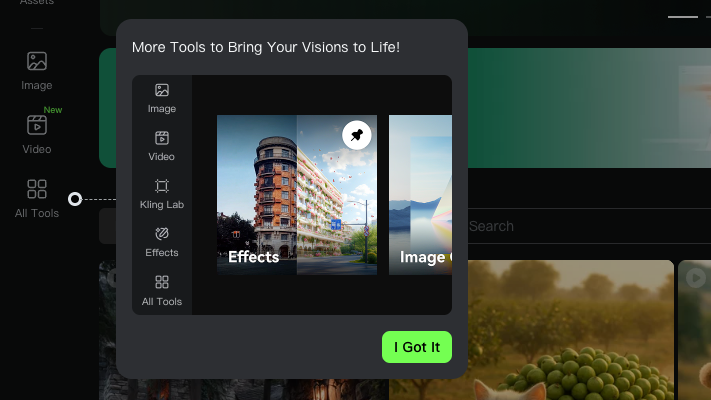 Assets
Image
New
Video
All Tools
More Tools to Bring Your Visions to Life!
Image
Video
Kling Lab
Effects
All Tools
Effects
Image
I Got It
Search